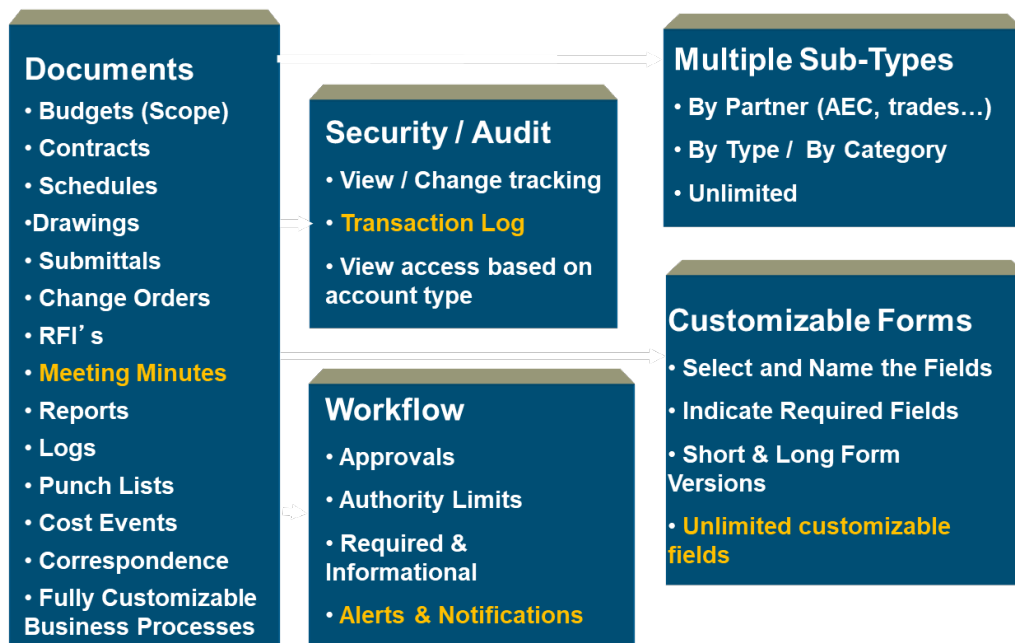 Documents
• Budgets (Scope)
• Contracts
• Schedules
•Drawings
• Submittals
• Change Orders
• RFI’s
• Meeting Minutes
• Reports
• Logs
• Punch Lists
• Cost Events
• Correspondence
• Fully Customizable
Business Processes
Security / Audit
• View / Change tracking
• Transaction Log
• View access based on
account type
Workflow
• Approvals
• Authority Limits
• Required &
Informational
• Alerts & Notifications
Multiple Sub-Types
• By Partner (AEC, trades…)
• By Type / By Category
• Unlimited
Customizable Forms
• Select and Name the Fields
• Indicate Required Fields
• Short & Long Form
Versions
• Unlimited customizable
fields